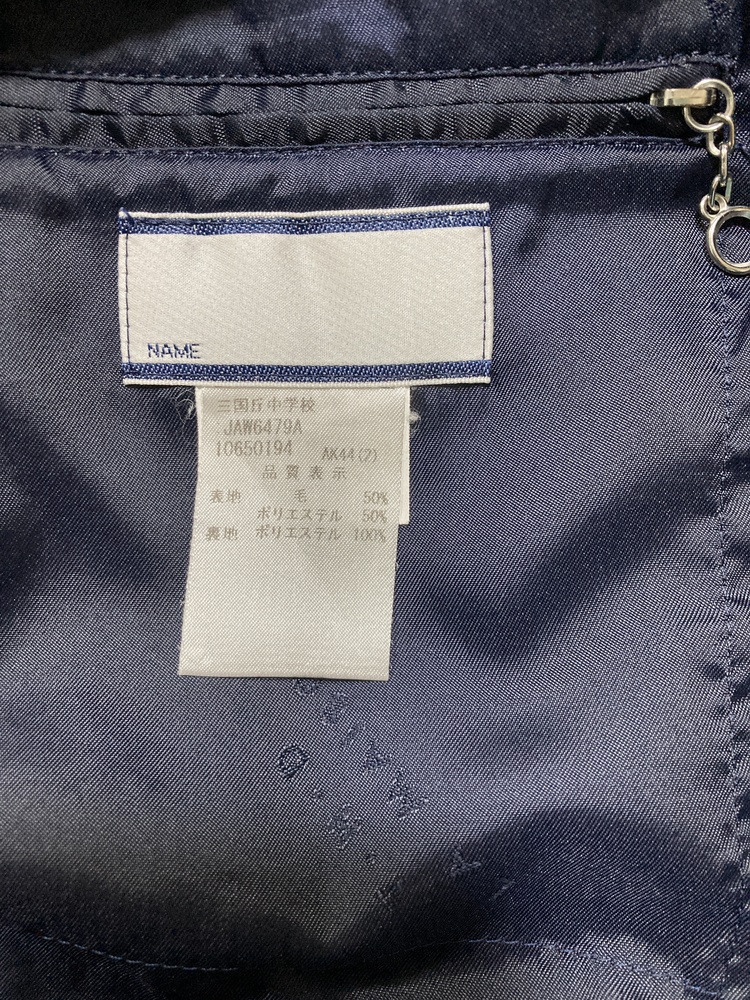 NAME
三国丘中学校
JAW6479A
10650194 AK44(2)
品質表示
表地 毛 50%
ポリエステル 50%
裏地 ポリエステル 100%